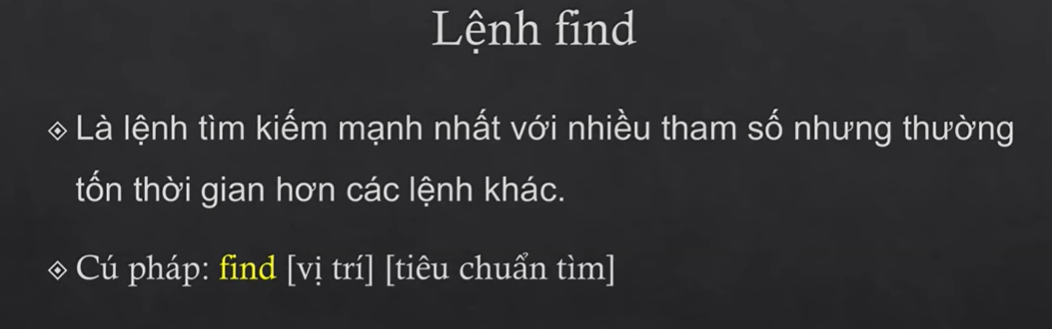 Lệnh find
Là lệnh tìm kiếm mạnh nhất với nhiều tham số nhưng thường
tốn thời gian hơn các lệnh khác.
Cú pháp: find [vị trí] [tiêu chuẩn tìm]